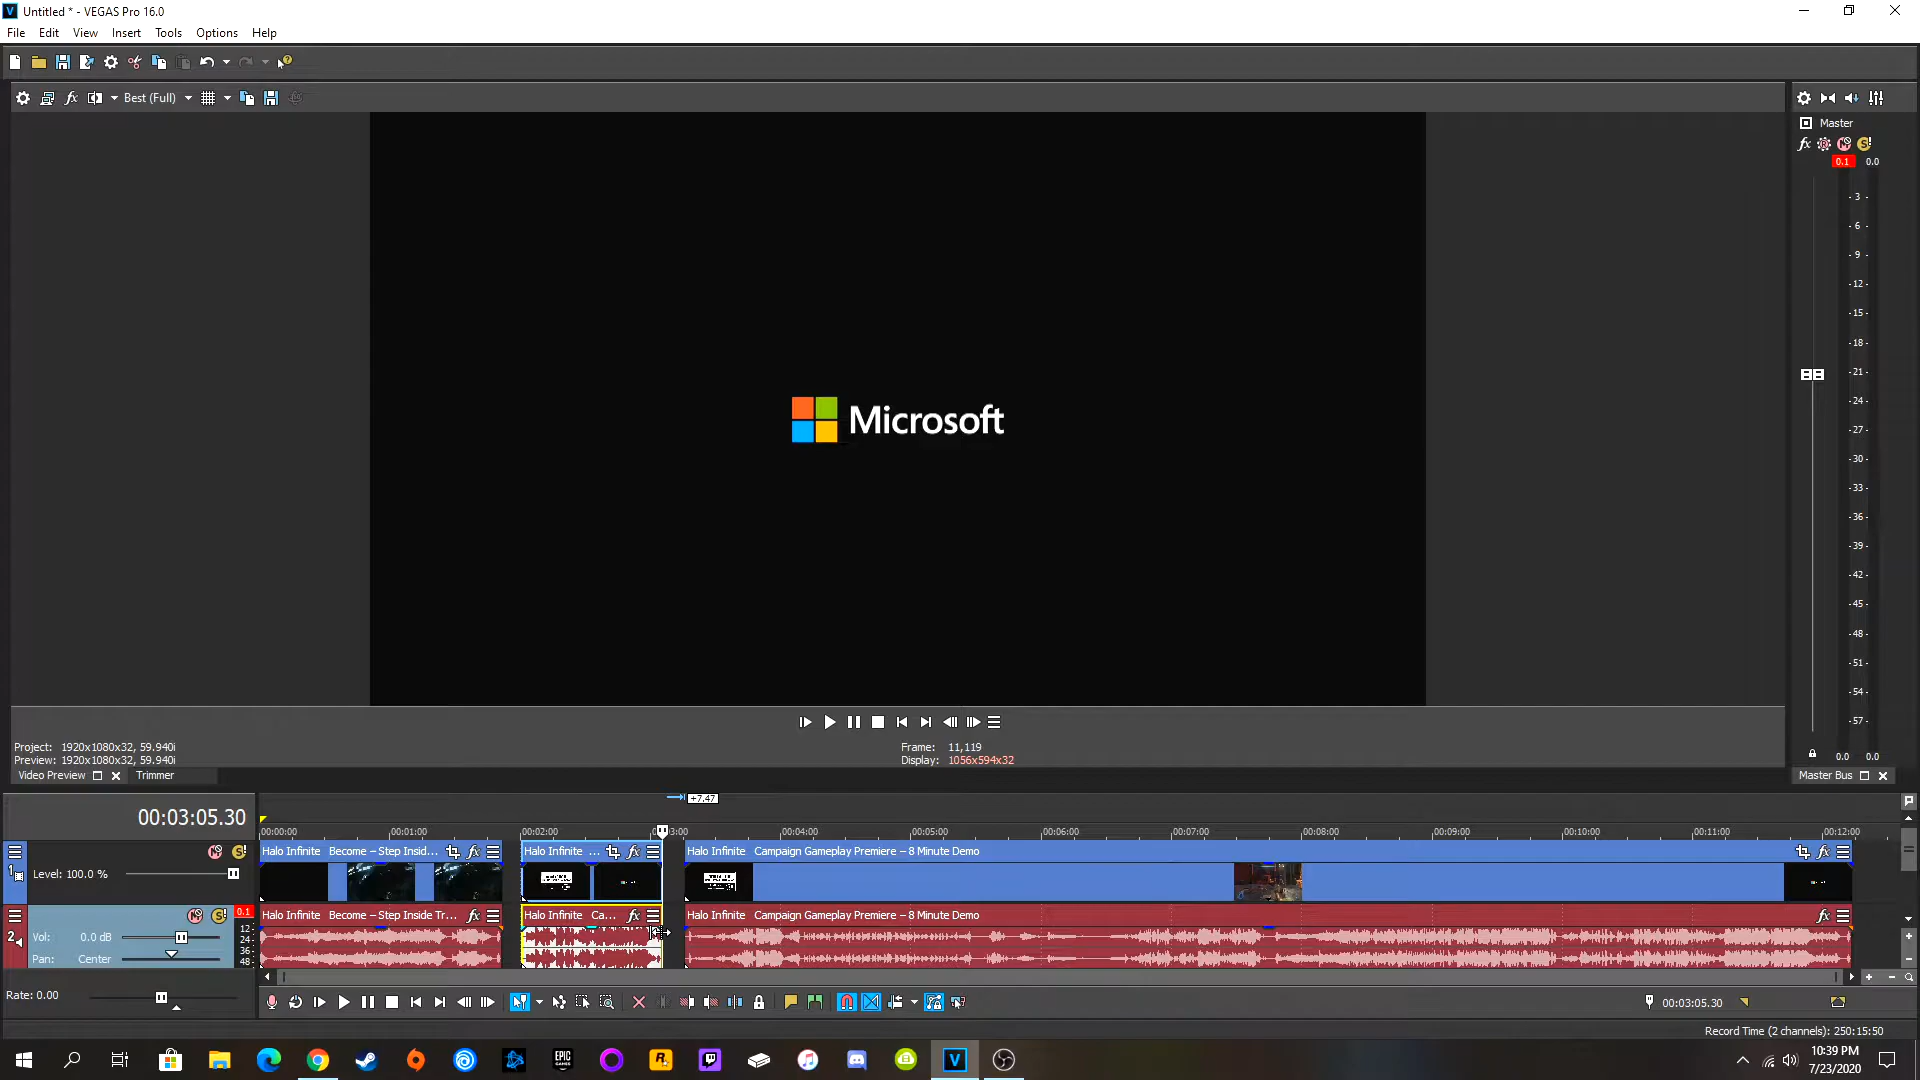 Untitled * - VEGAS Pro 16.0
File Edit View Insert Tools Options Help
Best (Full)
Master
0.1 0.0
Microsoft
- 3 -
- 6 -
- 9 -
- 12 -
- 15 -
- 18 -
- 21 -
- 24 -
- 27 -
- 30 -
- 33 -
- 36 -
- 39 -
- 42 -
- 45 -
- 48 -
- 51 -
- 54 -
- 57 -
Project: 1920x1080x32, 59.940i
Preview: 1920x1080x32, 59.940i
Frame: 11,119
Display: 1056x594x32
0.0 0.0
Video Preview Trimmer
Master Bus
00:03:05.30
+7.47
00:00:00 00:01:00 00:02:00 3:00 00:04:00 00:05:00 00:06:00 00:07:00 00:08:00 00:09:00 00:10:00 00:11:00 00:12:00
1
Level: 100.0 %
Halo Infinite Become – Step Insid...
Halo Infinite ...
Halo Infinite Campaign Gameplay Premiere – 8 Minute Demo
2
0.1
Vol: 0.0 dB
Pan: Center
12
24
36
48
Halo Infinite Become – Step Inside Tr...
Halo Infinite Ca...
Halo Infinite Campaign Gameplay Premiere – 8 Minute Demo
Rate: 0.00
00:03:05.30
Record Time (2 channels): 250:15:50
EPIC GAMES
10:39 PM
7/23/2020